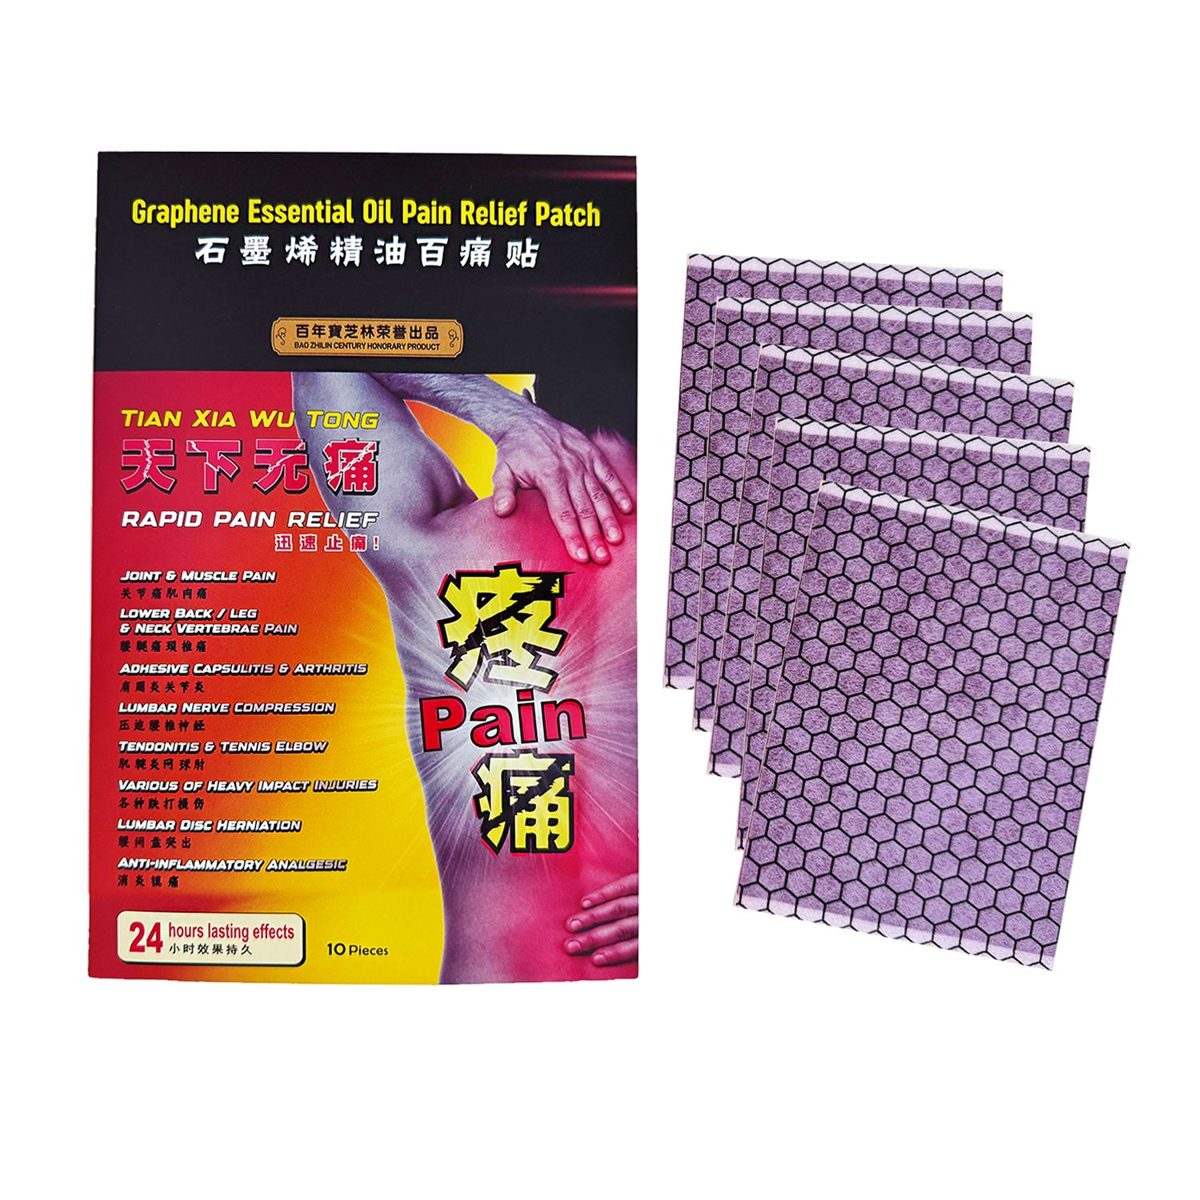 Graphene Essential Oil Pain Relief Patch
石墨烯精油百痛贴
百年寶芝林荣誉出品
BAO ZHILIN CENTURY HONORARY PRODUCT
TIAN XIA WU TONG
天下无痛
RAPID PAIN RELIEF
迅速止痛!
JOINT & MUSCLE PAIN
关节痛肌肉痛
LOWER BACK / LEG
& NECK VERTEBRAE PAIN
腰腿痛颈椎痛
ADHESIVE CAPSULITIS & ARTHRITIS
肩周炎关节炎
LUMBAR NERVE COMPRESSION
压迫腰椎神经
TENDONITIS & TENNIS ELBOW
肌腱炎网球肘
VARIOUS OF HEAVY IMPACT INJURIES
各种跌打损伤
LUMBAR DISC HERNIATION
腰间盘突出
ANTI-INFLAMMATORY ANALGESIC
消炎镇痛
24 hours lasting effects
小时效果持久
10 Pieces
疼
Pain
痛